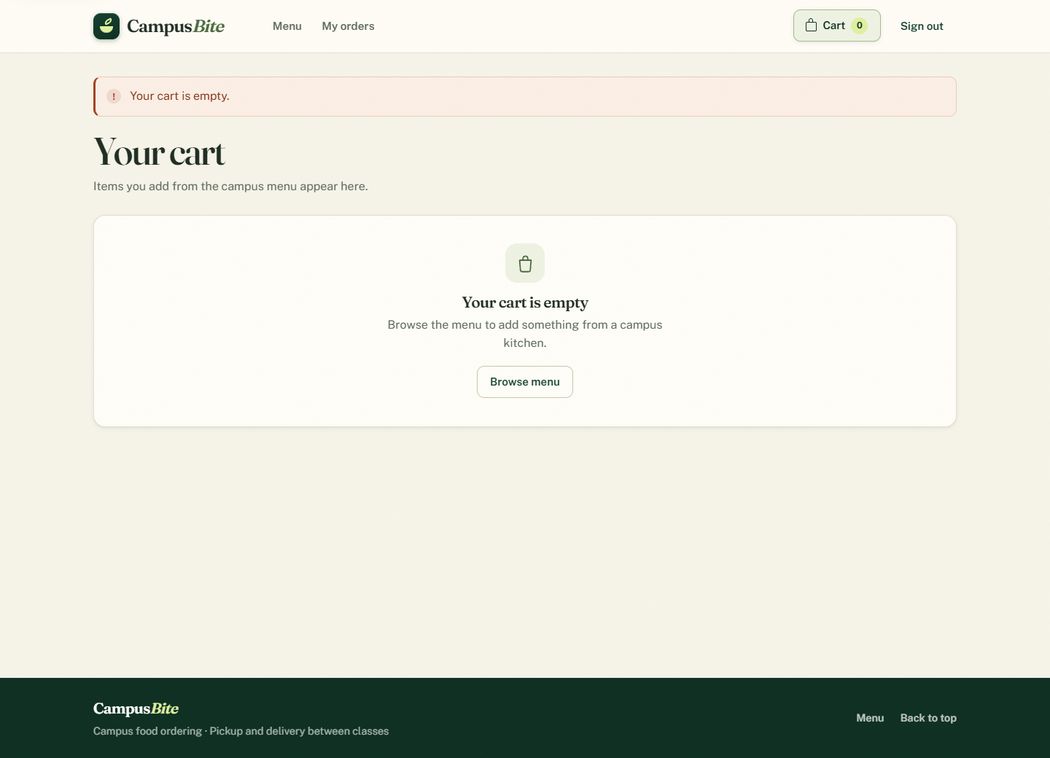 CampusBite
Menu
My orders
Cart 0
Sign out
! Your cart is empty.
Your cart
Items you add from the campus menu appear here.
Your cart is empty
Browse the menu to add something from a campus
kitchen.
Browse menu
CampusBite
Campus food ordering · Pickup and delivery between classes
Menu
Back to top